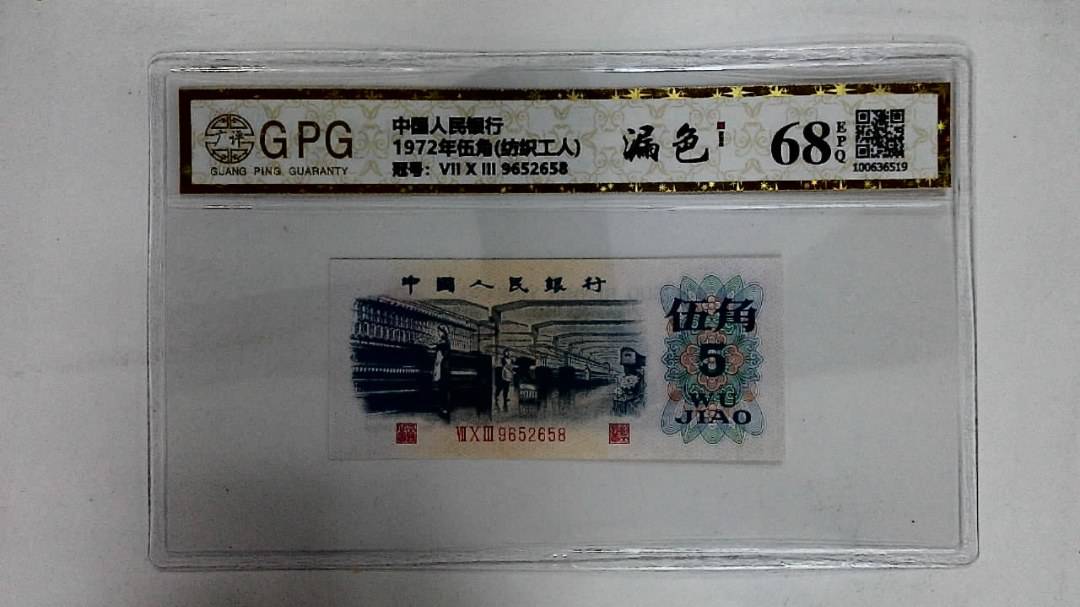 广评
GPG
GUANG PING GUARANTY
中国人民银行
1972年伍角(纺织工人)
冠号：VII X III 9652658
漏色
68
EPQ
100636519
中國人民銀行
伍角
5
WU
JIAO
VII X III 9652658